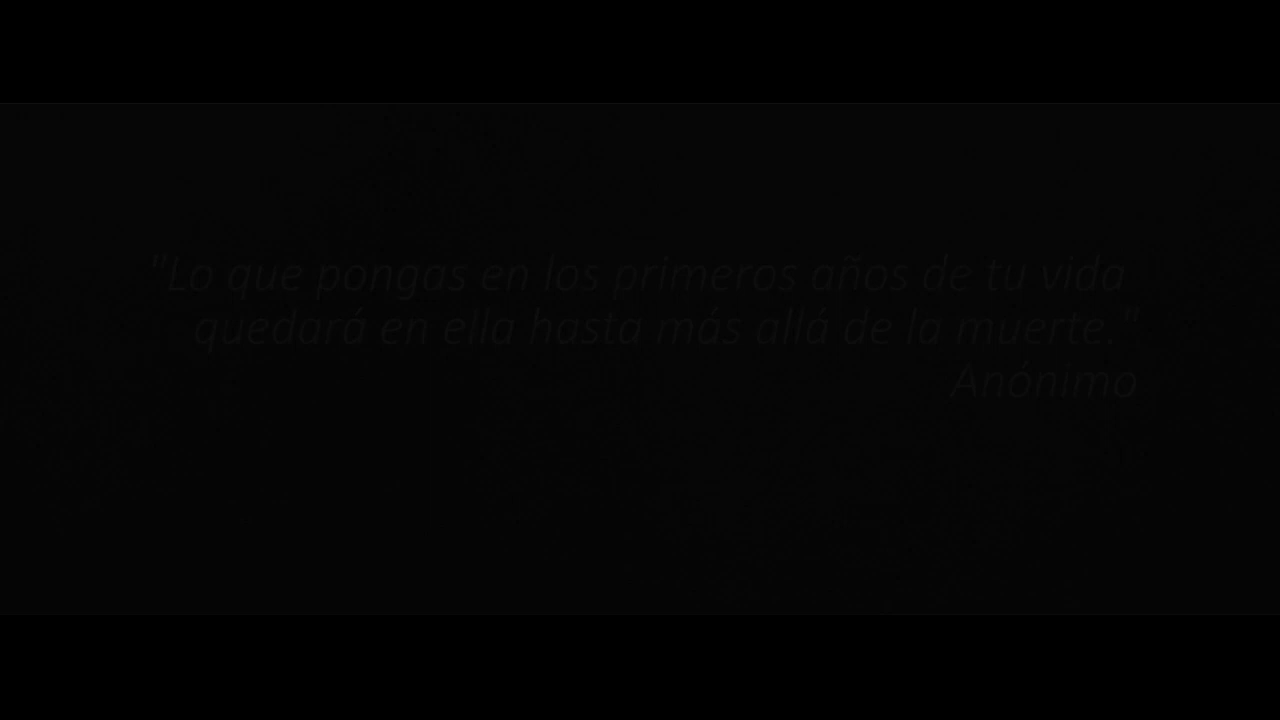 "Lo que pongas en los primeros años de tu vida
quedará en ella hasta más allá de la muerte."
Anónimo